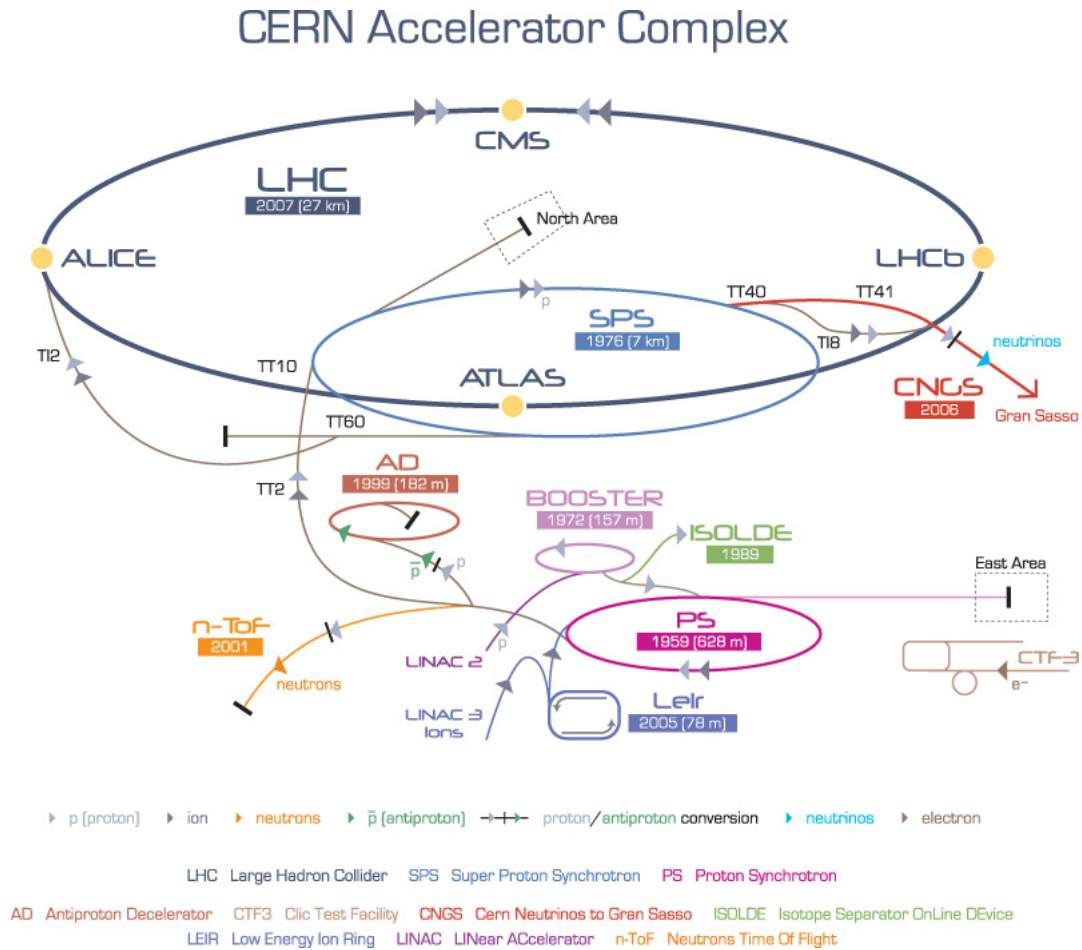 CERN Accelerator Complex
CMS
LHC
2007 (27 km)
North Area
ALICE
LHCb
TT40
TT41
p
SPS
1976 (7 km)
TI8
neutrinos
TI2
TT10
ATLAS
CNGS
2006
Gran Sasso
TT60
AD
1999 (182 m)
TT2
BOOSTER
1972 (157 m)
ISOLDE
1989
p
p̅
East Area
n-ToF
2001
PS
1959 (628 m)
LINAC 2
p
CTF-3
e-
neutrons
LINAC 3
Ions
Leir
2005 (78 m)
p (proton) ion neutrons p̅ (antiproton) proton/antiproton conversion neutrinos electron
LHC Large Hadron Collider SPS Super Proton Synchrotron PS Proton Synchrotron
AD Antiproton Decelerator CTF3 Clic Test Facility CNGS Cern Neutrinos to Gran Sasso ISOLDE Isotope Separator OnLine DEvice
LEIR Low Energy Ion Ring LINAC LINear ACcelerator n-ToF Neutrons Time Of Flight